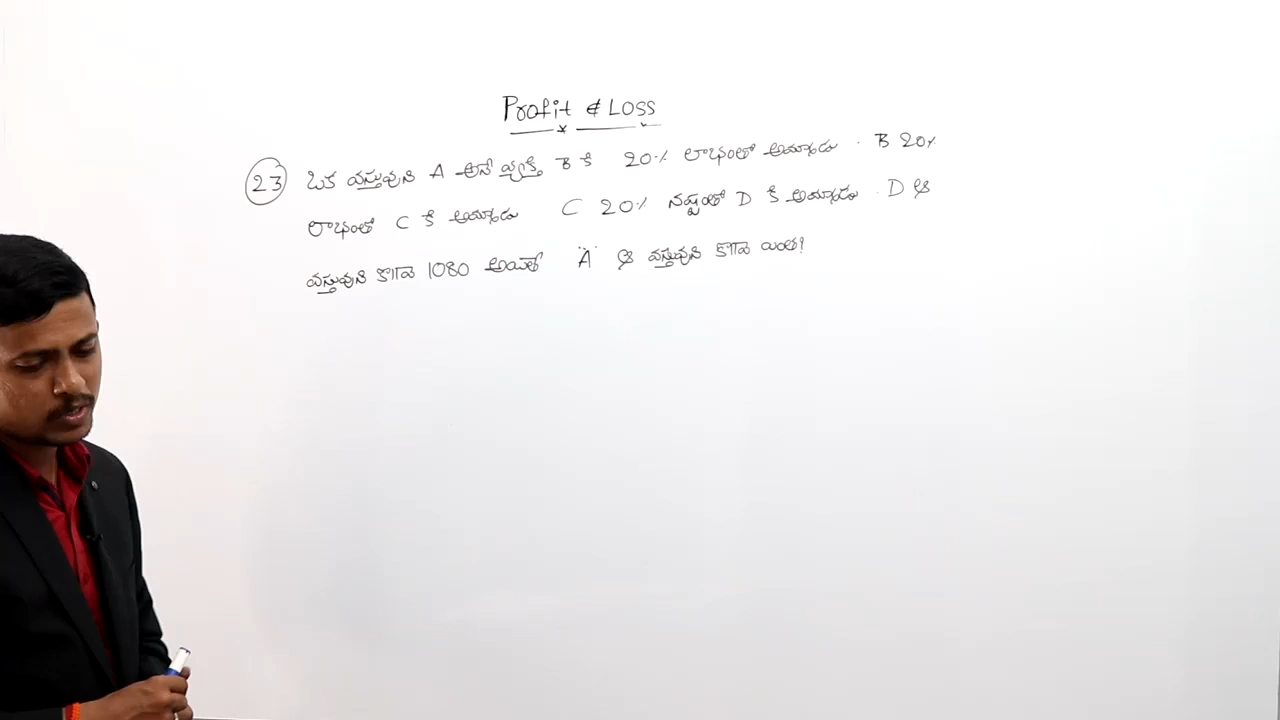 Profit & Loss
23 ఒక వస్తువుని A అనే వ్యక్తి B కి 20% లాభంతో అమ్మాడు . B 20%
లాభంతో C కి అమ్మాడు C 20% నష్టంతో D కి అమ్మాడు . D ఆ
వస్తువుని కొ॥వె 1080 అయితే "A" ఆ వస్తువుని కొ॥వె ఎంత?